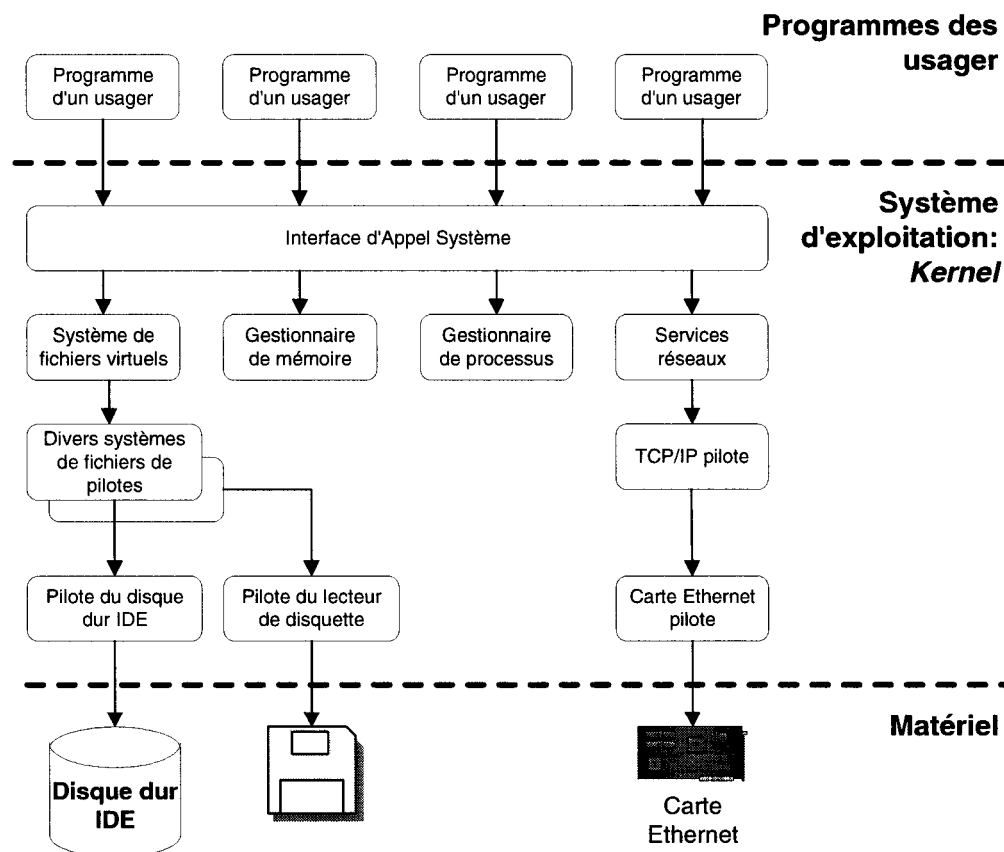 Programmes des
usager
Programme
d'un usager
Programme
d'un usager
Programme
d'un usager
Programme
d'un usager
Système
d'exploitation:
Kernel
Interface d'Appel Système
Système de
fichiers virtuels
Gestionnaire
de mémoire
Gestionnaire
de processus
Services
réseaux
Divers systèmes
de fichiers de
pilotes
TCP/IP pilote
Pilote du disque
dur IDE
Pilote du lecteur
de disquette
Carte Ethernet
pilote
Matériel
Disque dur
IDE
Carte
Ethernet